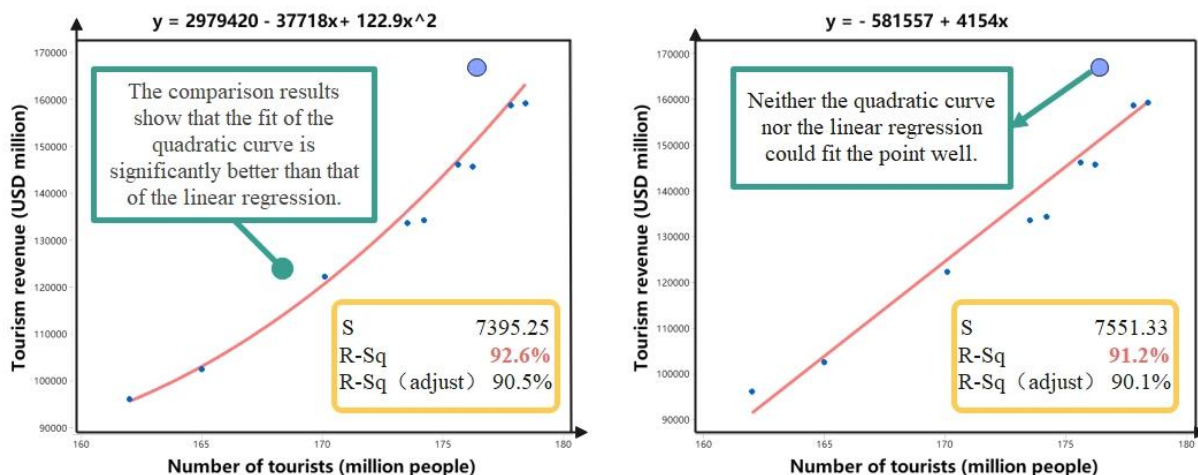 y = 2979420 - 37718x+ 122.9x^2
Tourism revenue (USD million)
170000
160000
150000
140000
130000
120000
110000
100000
90000
The comparison results
show that the fit of the
quadratic curve is
significantly better than that
of the linear regression.
S 7395.25
R-Sq 92.6%
R-Sq（adjust） 90.5%
160 165 170 175 180
Number of tourists (million people)
y = - 581557 + 4154x
Tourism revenue (USD million)
170000
160000
150000
140000
130000
120000
110000
100000
90000
Neither the quadratic curve
nor the linear regression
could fit the point well.
S 7551.33
R-Sq 91.2%
R-Sq（adjust） 90.1%
160 165 170 175 180
Number of tourists (million people)